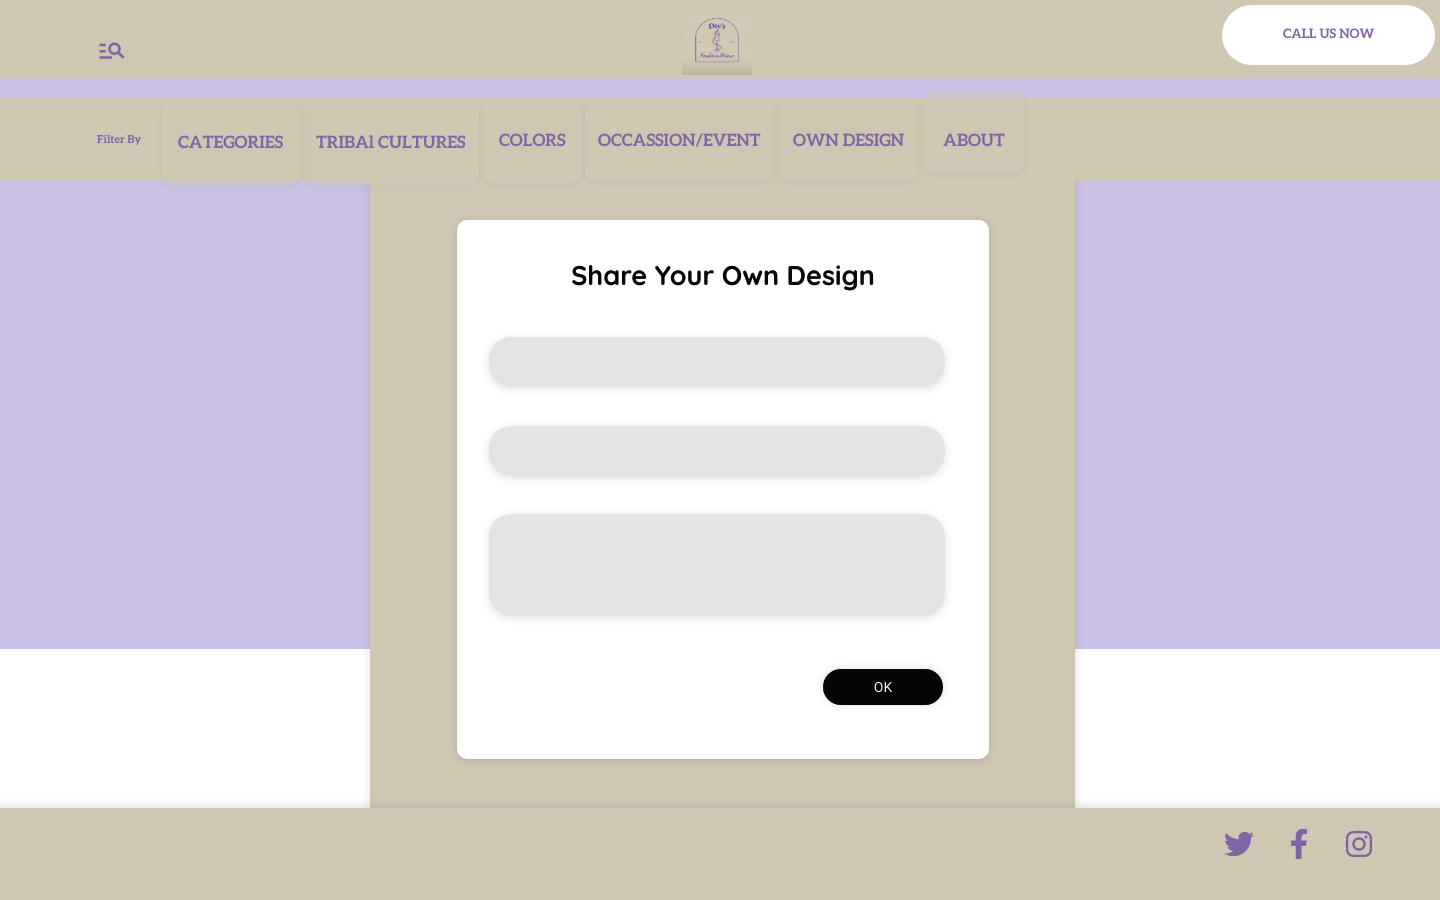 Dee's
CALL US NOW
Filter By
CATEGORIES
TRIBAl CULTURES
COLORS
OCCASSION/EVENT
OWN DESIGN
ABOUT
Share Your Own Design
OK